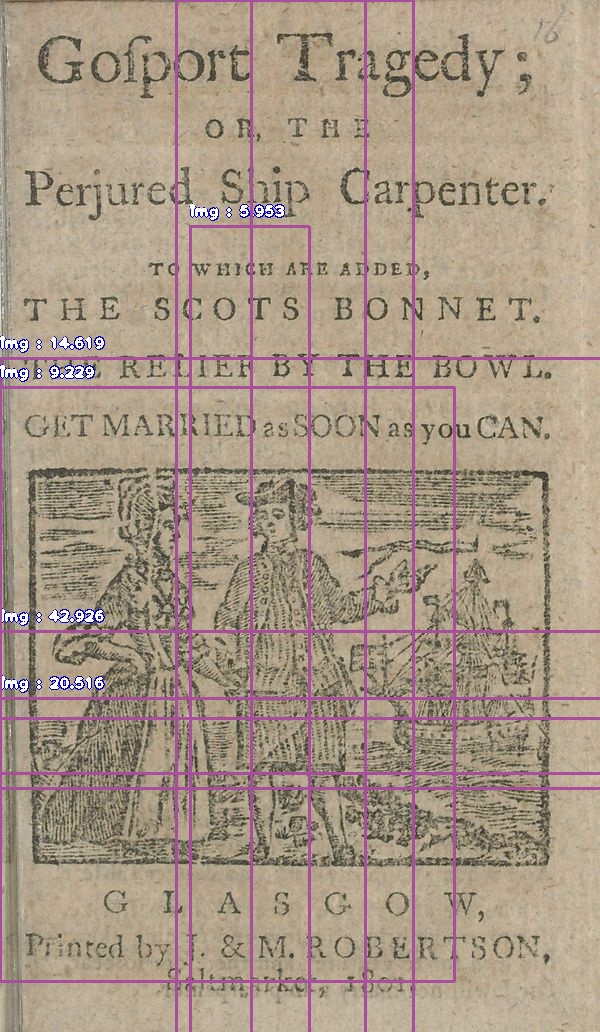 16
Goſport Tragedy;
OR, THE
Perjured Ship Carpenter.
TO WHICH ARE ADDED,
THE SCOTS BONNET.
THE RELIEF BY THE BOWL.
GET MARRIED as SOON as you CAN.
GLASGOW,
Printed by J. & M. ROBERTSON,
Saltmarket, 1801.
Img : 5.953
Img : 14.619
Img : 9.229
Img : 42.926
Img : 20.516